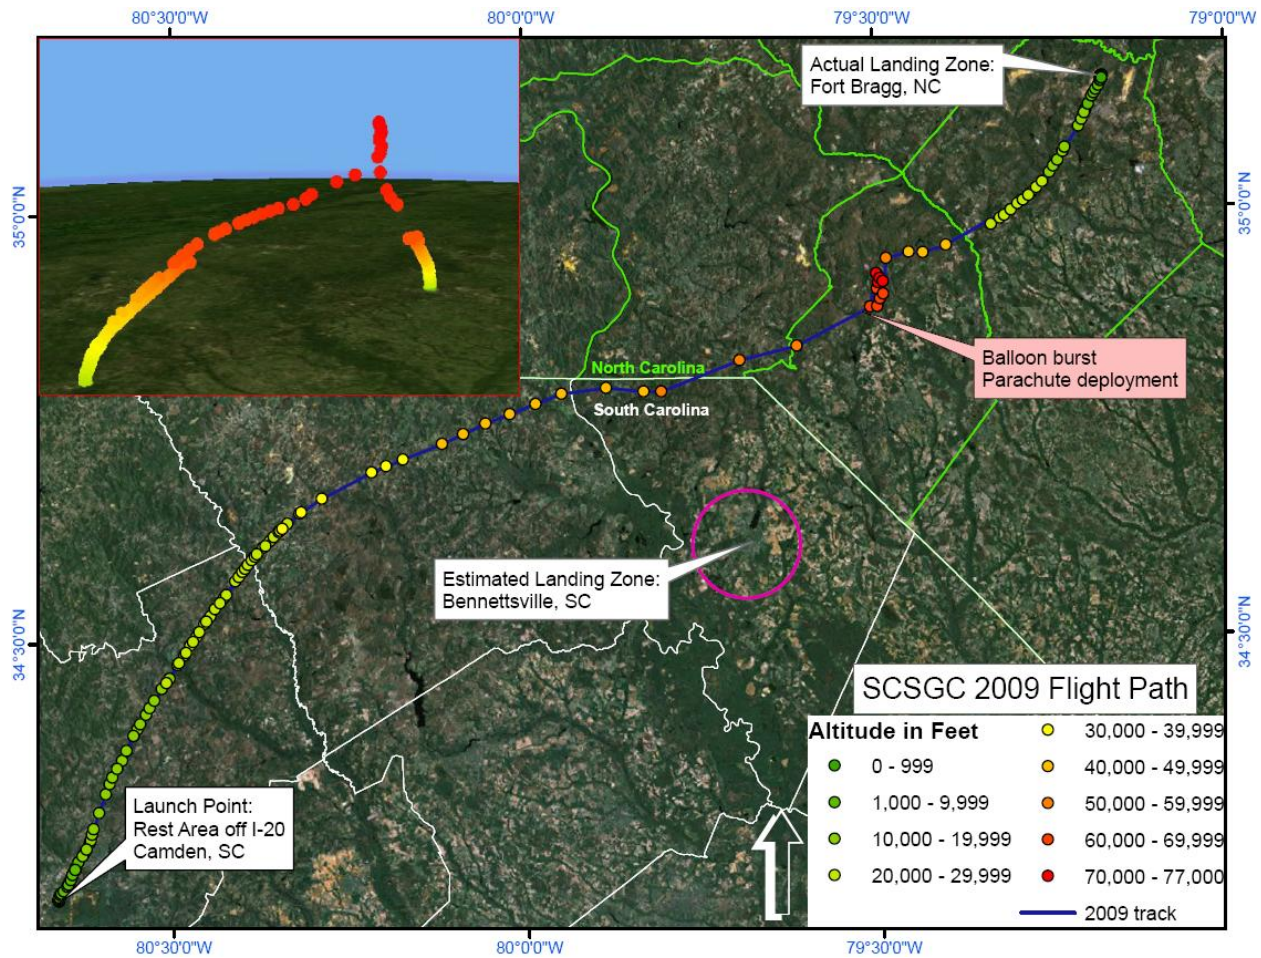 80°30'0"W
80°0'0"W
79°30'0"W
79°0'0"W
Actual Landing Zone:
Fort Bragg, NC
35°0'0"N
35°0'0"N
Balloon burst
Parachute deployment
North Carolina
South Carolina
Estimated Landing Zone:
Bennettsville, SC
34°30'0"N
34°30'0"N
SCSGC 2009 Flight Path
Altitude in Feet
0 - 999
1,000 - 9,999
10,000 - 19,999
20,000 - 29,999
30,000 - 39,999
40,000 - 49,999
50,000 - 59,999
60,000 - 69,999
70,000 - 77,000
2009 track
Launch Point:
Rest Area off I-20
Camden, SC
80°30'0"W
80°0'0"W
79°30'0"W